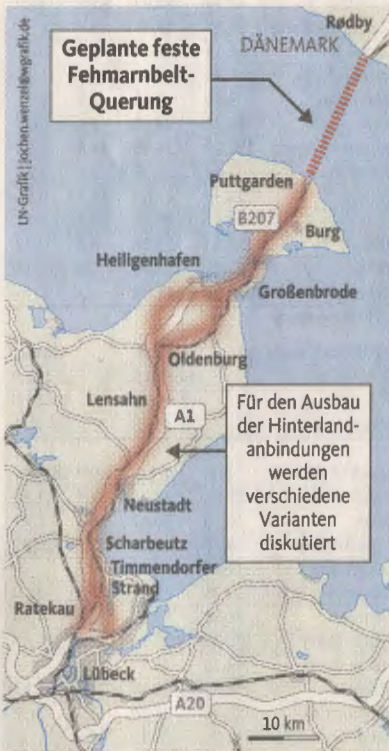 Rødby
DÄNEMARK
Geplante feste
Fehmarnbelt-
Querung
LN-Grafik | jochen.wenzel@wgrafik.de
Puttgarden
B207
Burg
Heiligenhafen
Großenbrode
Oldenburg
Lensahn
A1
Für den Ausbau
der Hinterland-
anbindungen
werden
verschiedene
Varianten
diskutiert
Neustadt
Scharbeutz
Timmendorfer
Strand
Ratekau
Lübeck
A20
10 km